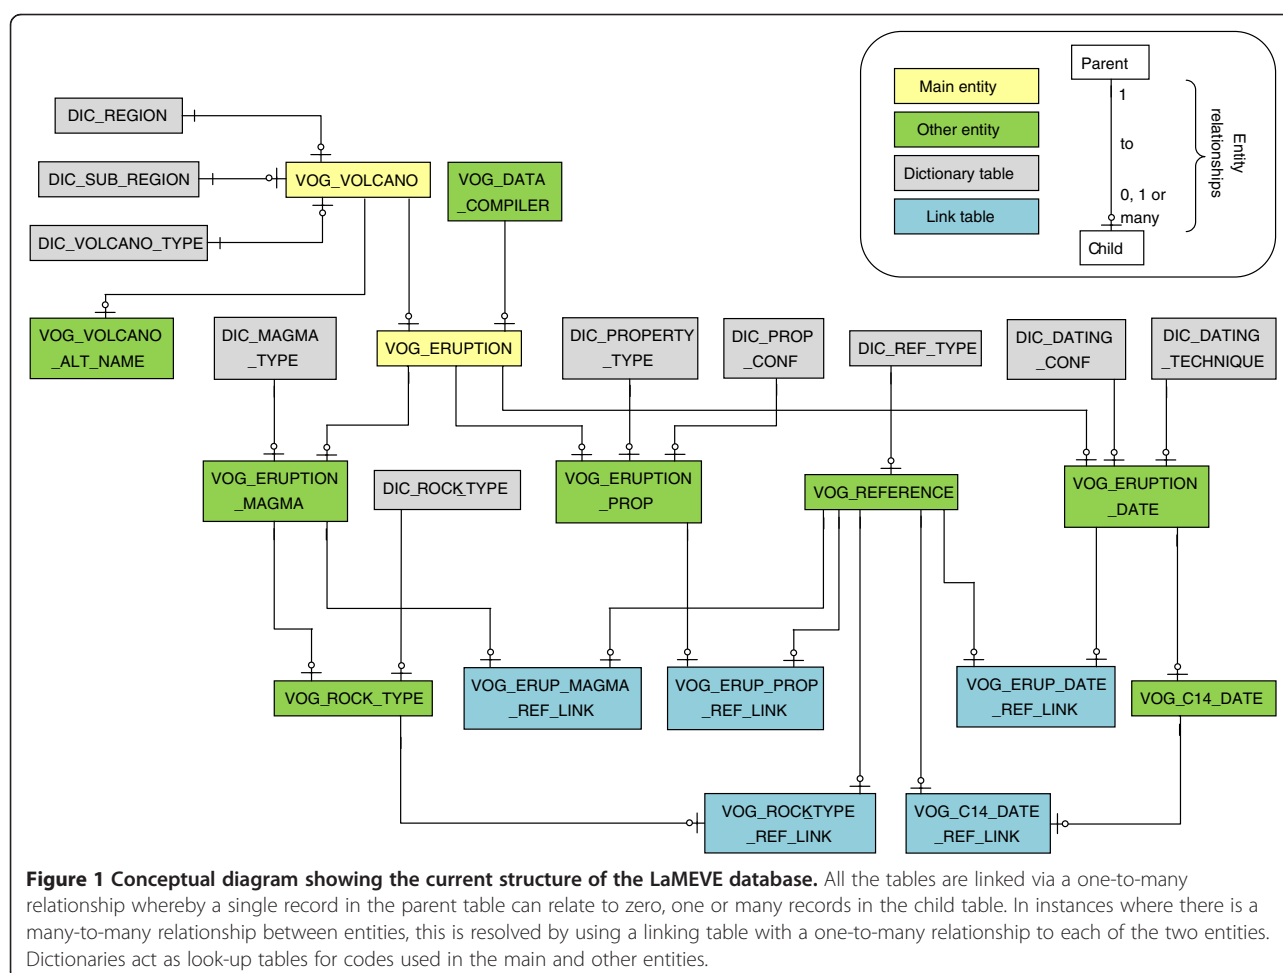 Parent
Main entity
1
Other entity
to
Dictionary table
0, 1 or
many
Link table
Child
Entity
relationships
DIC_REGION
DIC_SUB_REGION
VOG_VOLCANO
VOG_DATA
_COMPILER
DIC_VOLCANO_TYPE
VOG_VOLCANO
_ALT_NAME
DIC_MAGMA
_TYPE
VOG_ERUPTION
DIC_PROPERTY
_TYPE
DIC_PROP
_CONF
DIC_REF_TYPE
DIC_DATING
_CONF
DIC_DATING
_TECHNIQUE
VOG_ERUPTION
_MAGMA
DIC_ROCK_TYPE
VOG_ERUPTION
_PROP
VOG_REFERENCE
VOG_ERUPTION
_DATE
VOG_ROCK_TYPE
VOG_ERUP_MAGMA
_REF_LINK
VOG_ERUP_PROP
_REF_LINK
VOG_ERUP_DATE
_REF_LINK
VOG_C14_DATE
VOG_ROCKTYPE
_REF_LINK
VOG_C14_DATE
_REF_LINK
Figure 1 Conceptual diagram showing the current structure of the LaMEVE database. All the tables are linked via a one-to-many
relationship whereby a single record in the parent table can relate to zero, one or many records in the child table. In instances where there is a
many-to-many relationship between entities, this is resolved by using a linking table with a one-to-many relationship to each of the two entities.
Dictionaries act as look-up tables for codes used in the main and other entities.